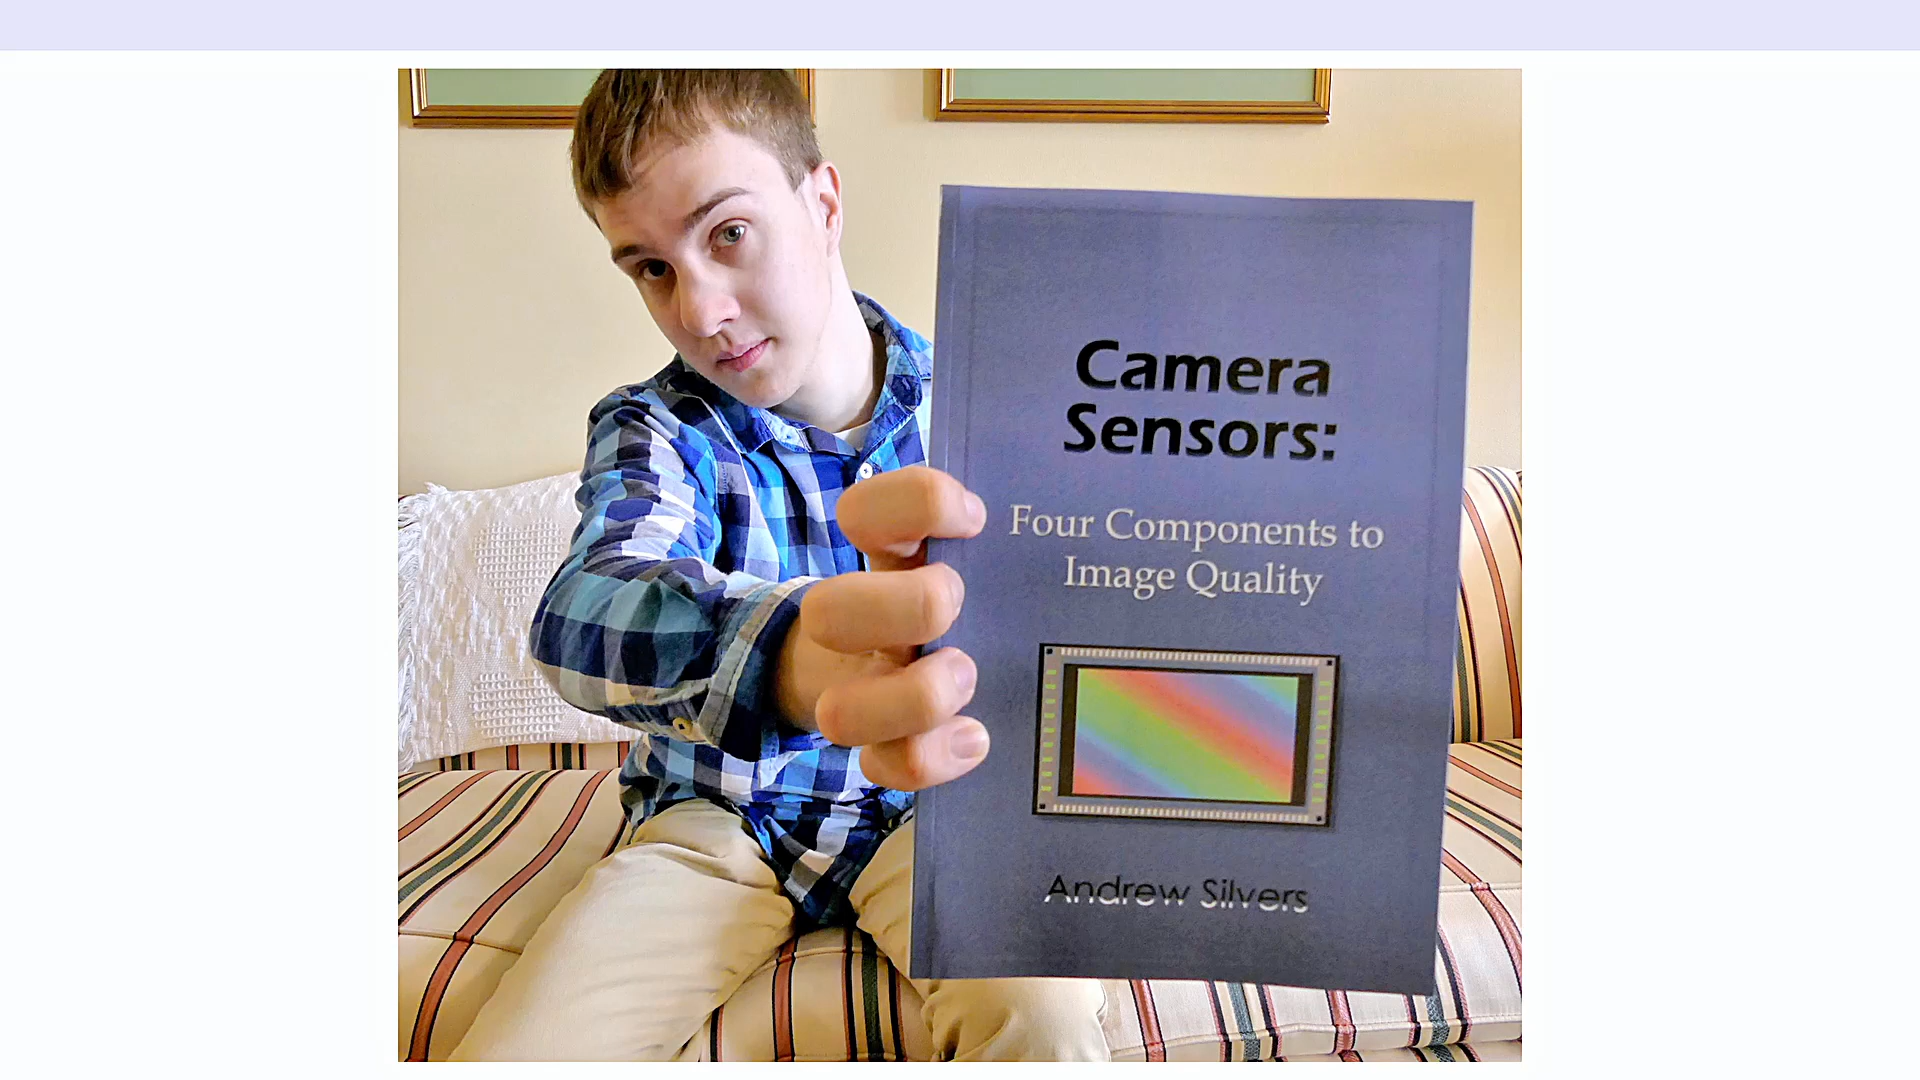 Camera
Sensors:
Four Components to
Image Quality
Andrew Silvers